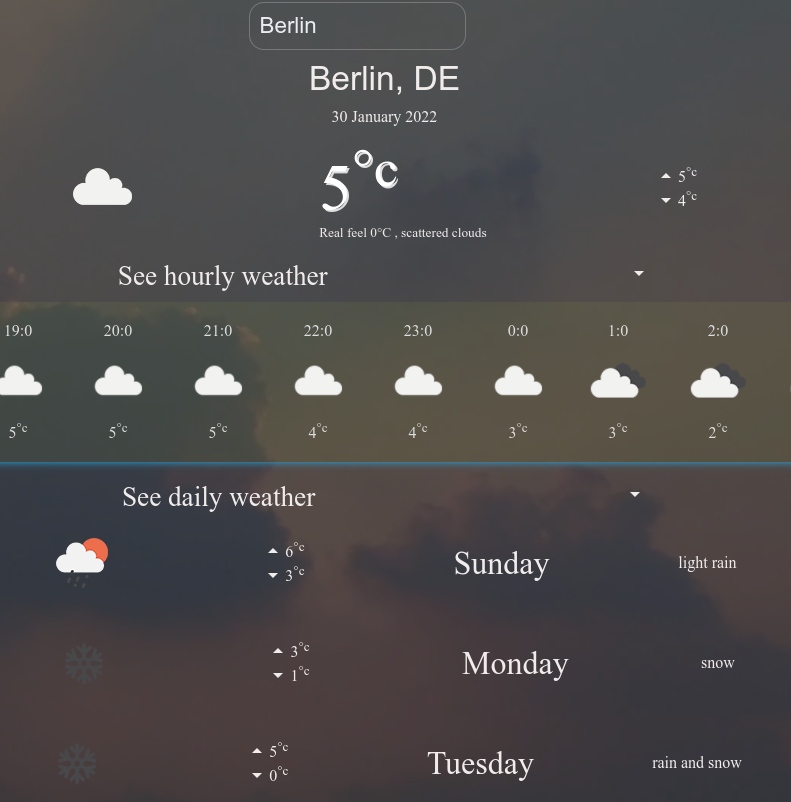 Berlin
Berlin, DE
30 January 2022
5°c
5°c
4°c
Real feel 0°C , scattered clouds
See hourly weather
19:0 20:0 21:0 22:0 23:0 0:0 1:0 2:0
5°c 5°c 5°c 4°c 4°c 3°c 3°c 2°c
See daily weather
6°c
3°c
Sunday
light rain
3°c
1°c
Monday
snow
5°c
0°c
Tuesday
rain and snow